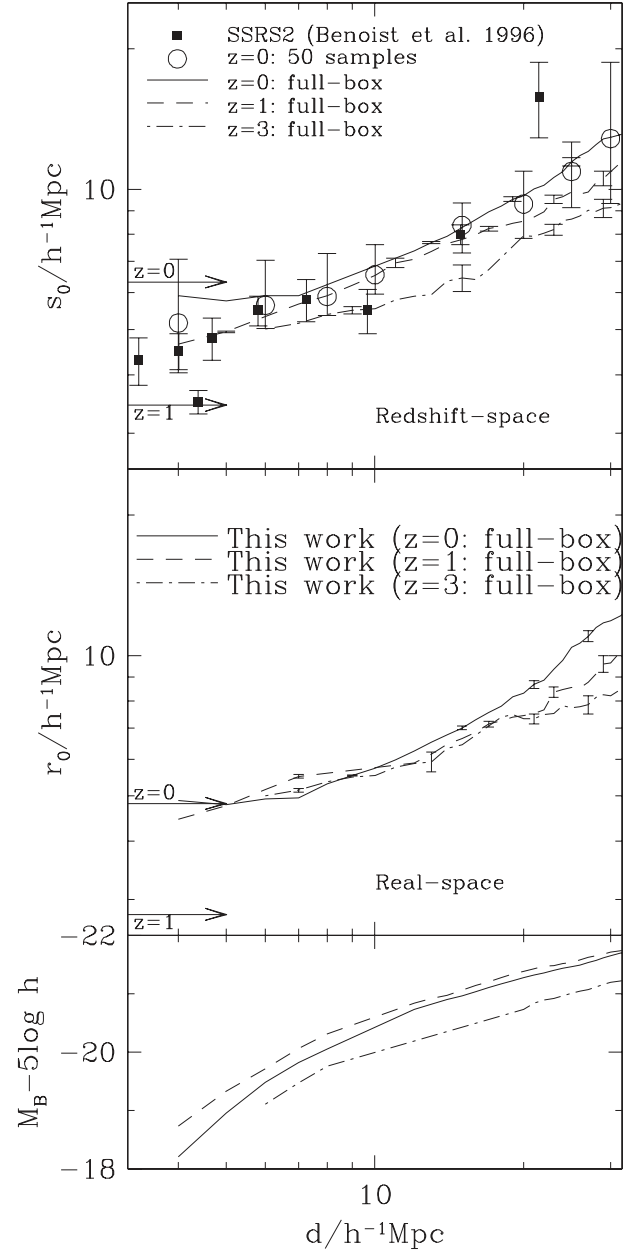 SSRS2 (Benoist et al. 1996)
z=0: 50 samples
z=0: full-box
z=1: full-box
z=3: full-box
10
s₀/h⁻¹Mpc
z=0
z=1
Redshift-space
This work (z=0: full-box)
This work (z=1: full-box)
This work (z=3: full-box)
10
r₀/h⁻¹Mpc
z=0
Real-space
z=1
−22
−20
M_B−5log h
−18
10
d/h⁻¹Mpc